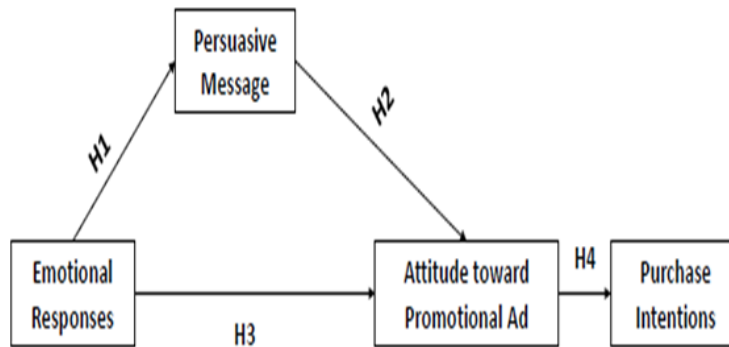 Persuasive
Message
H1
H2
Emotional
Responses
H3
Attitude toward
Promotional Ad
H4
Purchase
Intentions